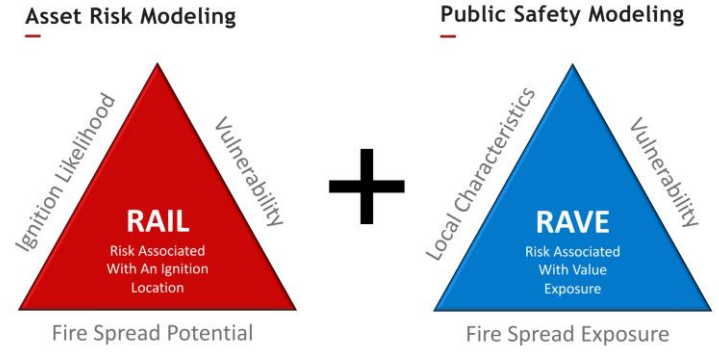 Asset Risk Modeling
Ignition Likelihood
Vulnerability
RAIL
Risk Associated
With An Ignition
Location
Fire Spread Potential
+
Public Safety Modeling
Local Characteristics
Vulnerability
RAVE
Risk Associated
With Value
Exposure
Fire Spread Exposure